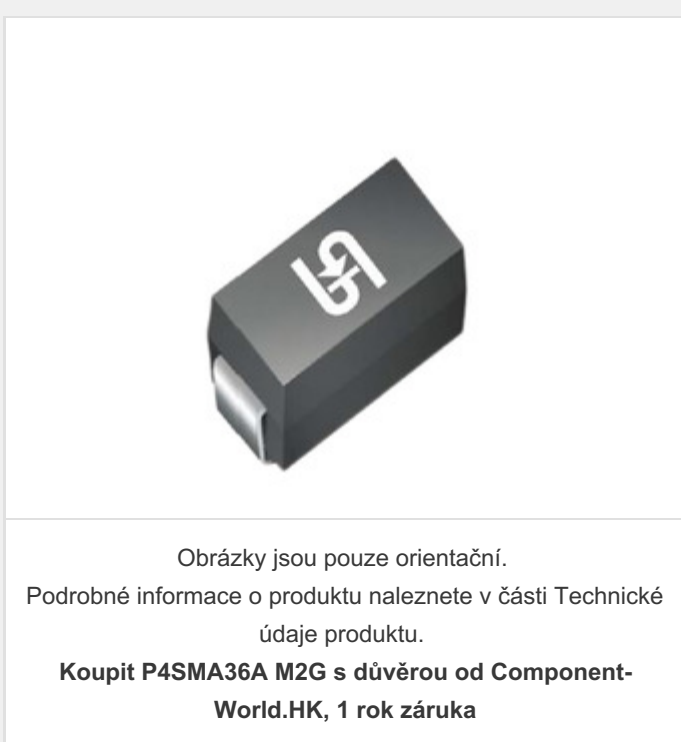 Obrázky jsou pouze orientační.
Podrobné informace o produktu naleznete v části Technické
údaje produktu.
Koupit P4SMA36A M2G s důvěrou od Component-
World.HK, 1 rok záruka